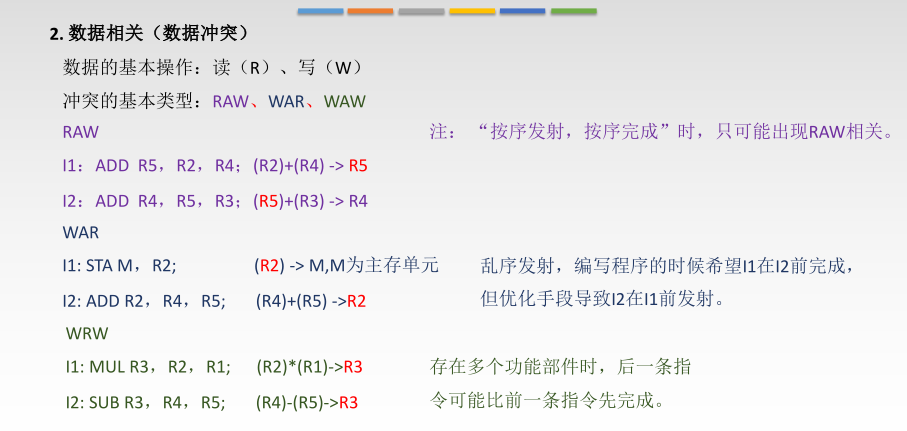 2. 数据相关（数据冲突）
数据的基本操作：读（R）、写（W）
冲突的基本类型：RAW、WAR、WAW
RAW
注： “按序发射，按序完成”时，只可能出现RAW相关。
I1：ADD R5，R2，R4；(R2)+(R4) -> R5
I2：ADD R4，R5，R3；(R5)+(R3) -> R4
WAR
I1: STA M，R2; (R2) -> M,M为主存单元
乱序发射，编写程序的时候希望I1在I2前完成，
I2: ADD R2，R4，R5; (R4)+(R5) ->R2
但优化手段导致I2在I1前发射。
WRW
I1: MUL R3，R2，R1; (R2)*(R1)->R3
存在多个功能部件时，后一条指
I2: SUB R3，R4，R5; (R4)-(R5)->R3
令可能比前一条指令先完成。